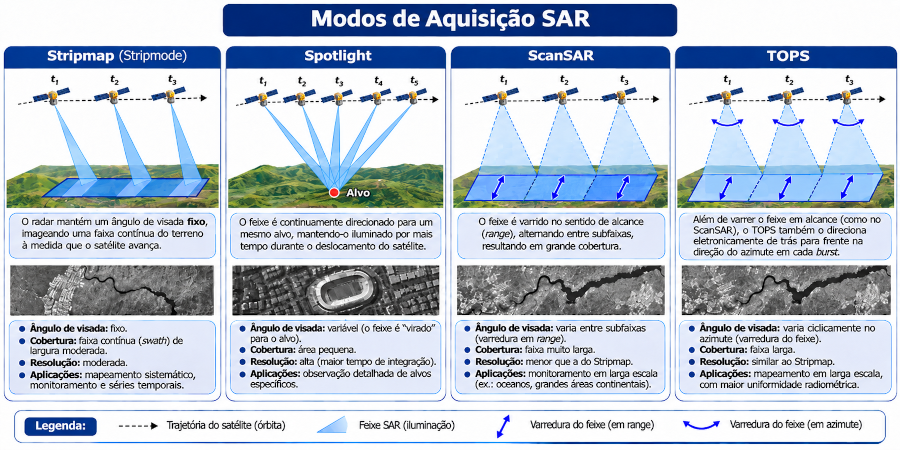 Modos de Aquisição SAR
Stripmap (Stripmode)
t1 t2 t3
O radar mantém um ângulo de visada fixo,
imageando uma faixa contínua do terreno
à medida que o satélite avança.
Ângulo de visada: fixo.
Cobertura: faixa contínua (swath) de
largura moderada.
Resolução: moderada.
Aplicações: mapeamento sistemático,
monitoramento e séries temporais.
Spotlight
t1 t2 t3 t4 t5
Alvo
O feixe é continuamente direcionado para um
mesmo alvo, mantendo-o iluminado por mais
tempo durante o deslocamento do satélite.
Ângulo de visada: variável (o feixe é “virado”
para o alvo).
Cobertura: área pequena.
Resolução: alta (maior tempo de integração).
Aplicações: observação detalhada de alvos
específicos.
ScanSAR
t1 t2 t3
O feixe é varrido no sentido de alcance
(range), alternando entre subfaixas,
resultando em grande cobertura.
Ângulo de visada: varia entre subfaixas
(varredura em range).
Cobertura: faixa muito larga.
Resolução: menor que a do Stripmap.
Aplicações: monitoramento em larga escala
(ex.: oceanos, grandes áreas continentais).
TOPS
t1 t2 t3
Além de varrer o feixe em alcance (como no
ScanSAR), o TOPS também o direciona
eletronicamente de trás para frente na
direção do azimute em cada burst.
Ângulo de visada: varia ciclicamente no
azimute (varredura do feixe).
Cobertura: faixa larga.
Resolução: similar ao Stripmap.
Aplicações: mapeamento em larga escala,
com maior uniformidade radiométrica.
Legenda:
Trajetória do satélite (órbita)
Feixe SAR (iluminação)
Varredura do feixe (em range)
Varredura do feixe (em azimute)